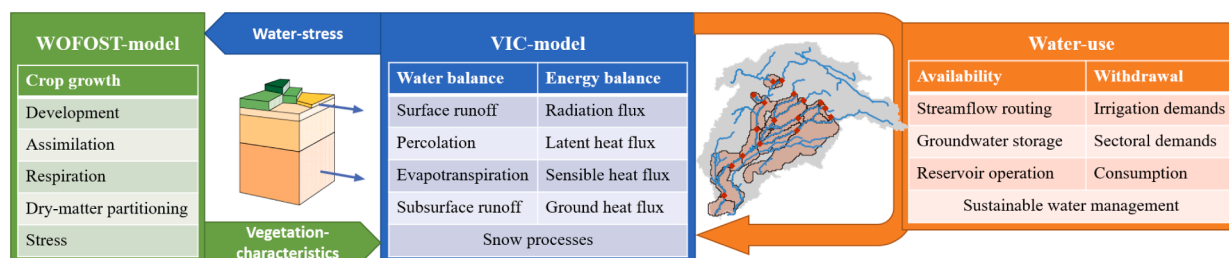 WOFOST-model
Crop growth
Development
Assimilation
Respiration
Dry-matter partitioning
Stress
Water-stress
Vegetation-
characteristics
VIC-model
Water balance Energy balance
Surface runoff Radiation flux
Percolation Latent heat flux
Evapotranspiration Sensible heat flux
Subsurface runoff Ground heat flux
Snow processes
Water-use
Availability Withdrawal
Streamflow routing Irrigation demands
Groundwater storage Sectoral demands
Reservoir operation Consumption
Sustainable water management